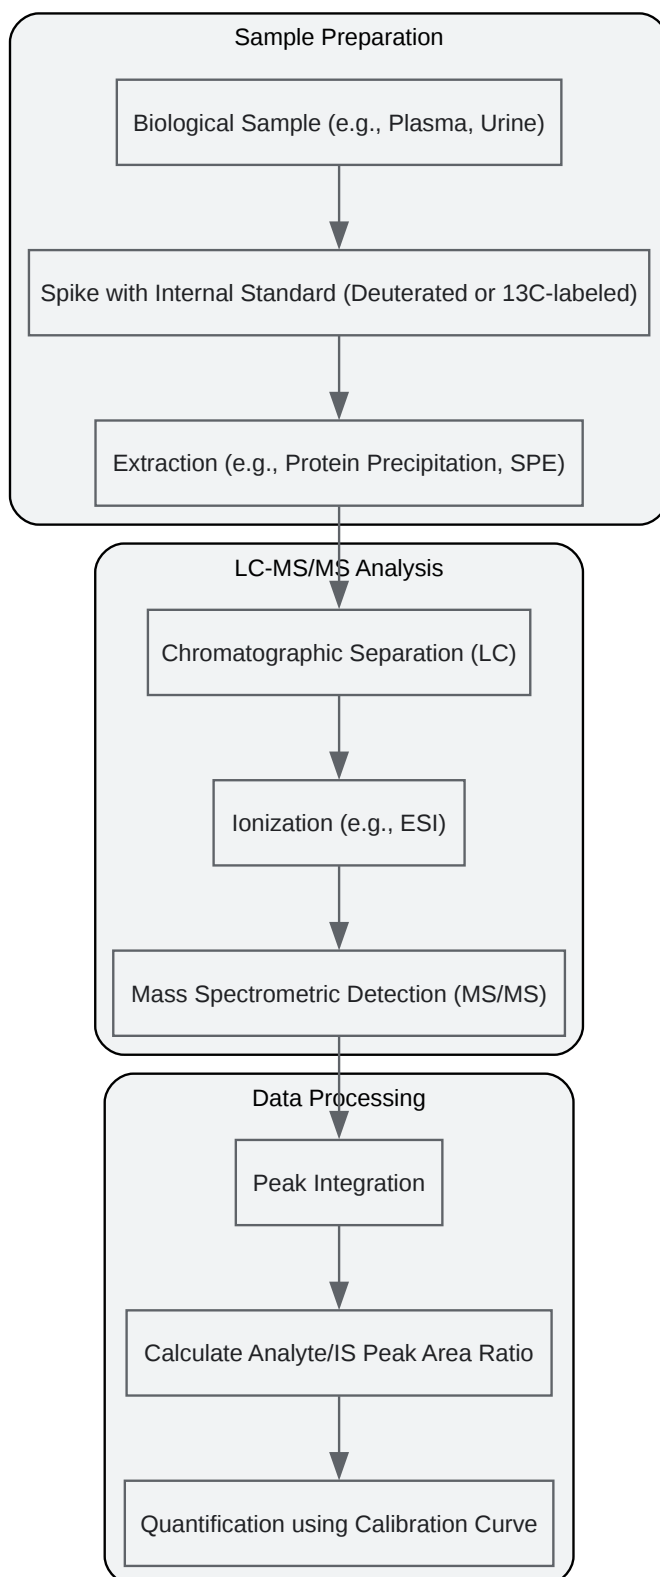 Sample Preparation
Biological Sample (e.g., Plasma, Urine)
Spike with Internal Standard (Deuterated or 13C-labeled)
Extraction (e.g., Protein Precipitation, SPE)
LC-MS/MS Analysis
Chromatographic Separation (LC)
Ionization (e.g., ESI)
Mass Spectrometric Detection (MS/MS)
Data Processing
Peak Integration
Calculate Analyte/IS Peak Area Ratio
Quantification using Calibration Curve